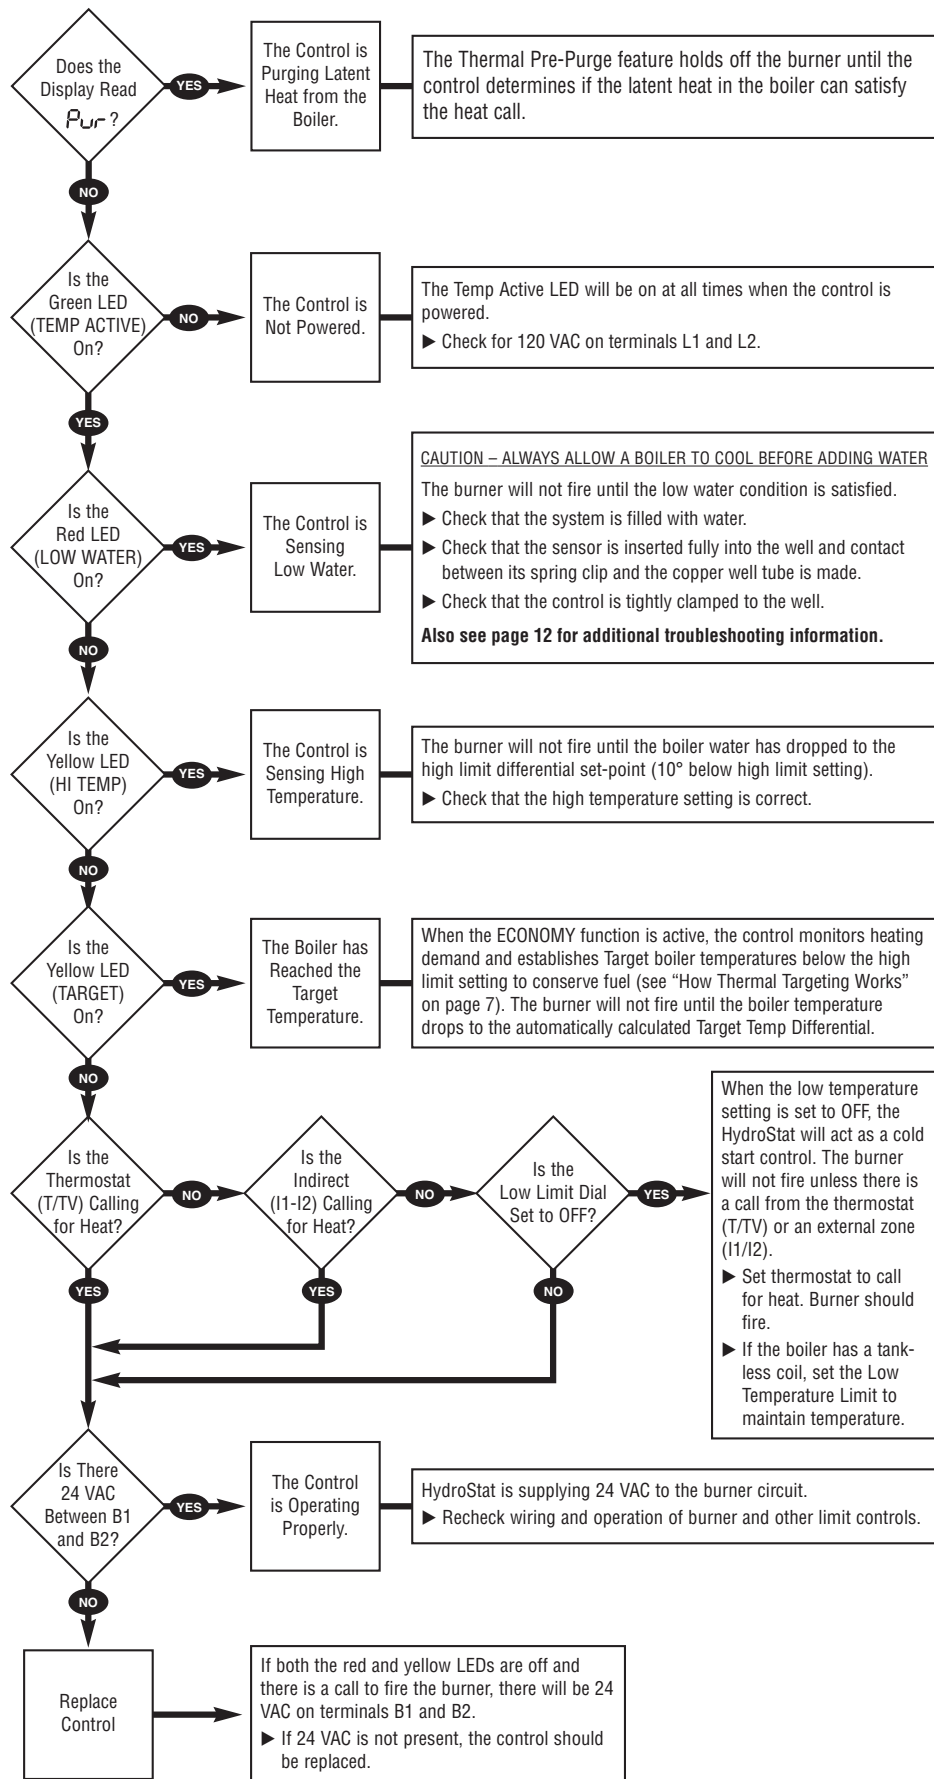 Does the
Display Read
Pur ?
YES
The Control is
Purging Latent
Heat from the
Boiler.
The Thermal Pre-Purge feature holds off the burner until the
control determines if the latent heat in the boiler can satisfy
the heat call.
NO
Is the
Green LED
(TEMP ACTIVE)
On?
NO
The Control is
Not Powered.
The Temp Active LED will be on at all times when the control is
powered.
▶ Check for 120 VAC on terminals L1 and L2.
YES
Is the
Red LED
(LOW WATER)
On?
YES
The Control is
Sensing
Low Water.
CAUTION – ALWAYS ALLOW A BOILER TO COOL BEFORE ADDING WATER
The burner will not fire until the low water condition is satisfied.
▶ Check that the system is filled with water.
▶ Check that the sensor is inserted fully into the well and contact
between its spring clip and the copper well tube is made.
▶ Check that the control is tightly clamped to the well.
Also see page 12 for additional troubleshooting information.
NO
Is the
Yellow LED
(HI TEMP)
On?
YES
The Control is
Sensing High
Temperature.
The burner will not fire until the boiler water has dropped to the
high limit differential set-point (10° below high limit setting).
▶ Check that the high temperature setting is correct.
NO
Is the
Yellow LED
(TARGET)
On?
YES
The Boiler has
Reached the
Target
Temperature.
When the ECONOMY function is active, the control monitors heating
demand and establishes Target boiler temperatures below the high
limit setting to conserve fuel (see “How Thermal Targeting Works”
on page 7). The burner will not fire until the boiler temperature
drops to the automatically calculated Target Temp Differential.
NO
Is the
Thermostat
(T/TV) Calling
for Heat?
NO
Is the
Indirect
(I1-I2) Calling
for Heat?
NO
Is the
Low Limit Dial
Set to OFF?
YES
When the low temperature
setting is set to OFF, the
HydroStat will act as a cold
start control. The burner
will not fire unless there is
a call from the thermostat
(T/TV) or an external zone
(I1/I2).
▶ Set thermostat to call
for heat. Burner should
fire.
▶ If the boiler has a tank-
less coil, set the Low
Temperature Limit to
maintain temperature.
YES
YES
NO
Is There
24 VAC
Between B1
and B2?
YES
The Control
is Operating
Properly.
HydroStat is supplying 24 VAC to the burner circuit.
▶ Recheck wiring and operation of burner and other limit controls.
NO
Replace
Control
If both the red and yellow LEDs are off and
there is a call to fire the burner, there will be 24
VAC on terminals B1 and B2.
▶ If 24 VAC is not present, the control should
be replaced.